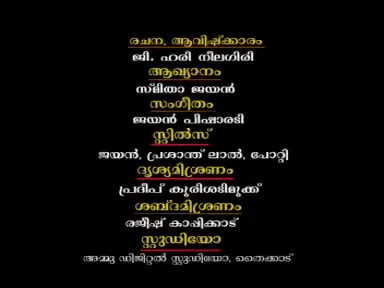 രചന, ആവിഷ്ക്കാരം
ജി. ഹരി നീലഗിരി
ആഖ്യാനം
സ്മിതാ ജയൻ
സംഗീതം
ജയൻ പിഷാരടി
സ്റ്റിൽസ്
ജയൻ, പ്രശാന്ത് ലാൽ, പോറ്റി
ദൃശ്യമിശ്രണം
പ്രദീപ് കുരിശടിമുക്ക്
ശബ്ദമിശ്രണം
രജീഷ് കാപ്പിക്കാട്
സ്റ്റുഡിയോ
അമ്മു ഡിജിറ്റൽ സ്റ്റുഡിയോ, തൈക്കാട്